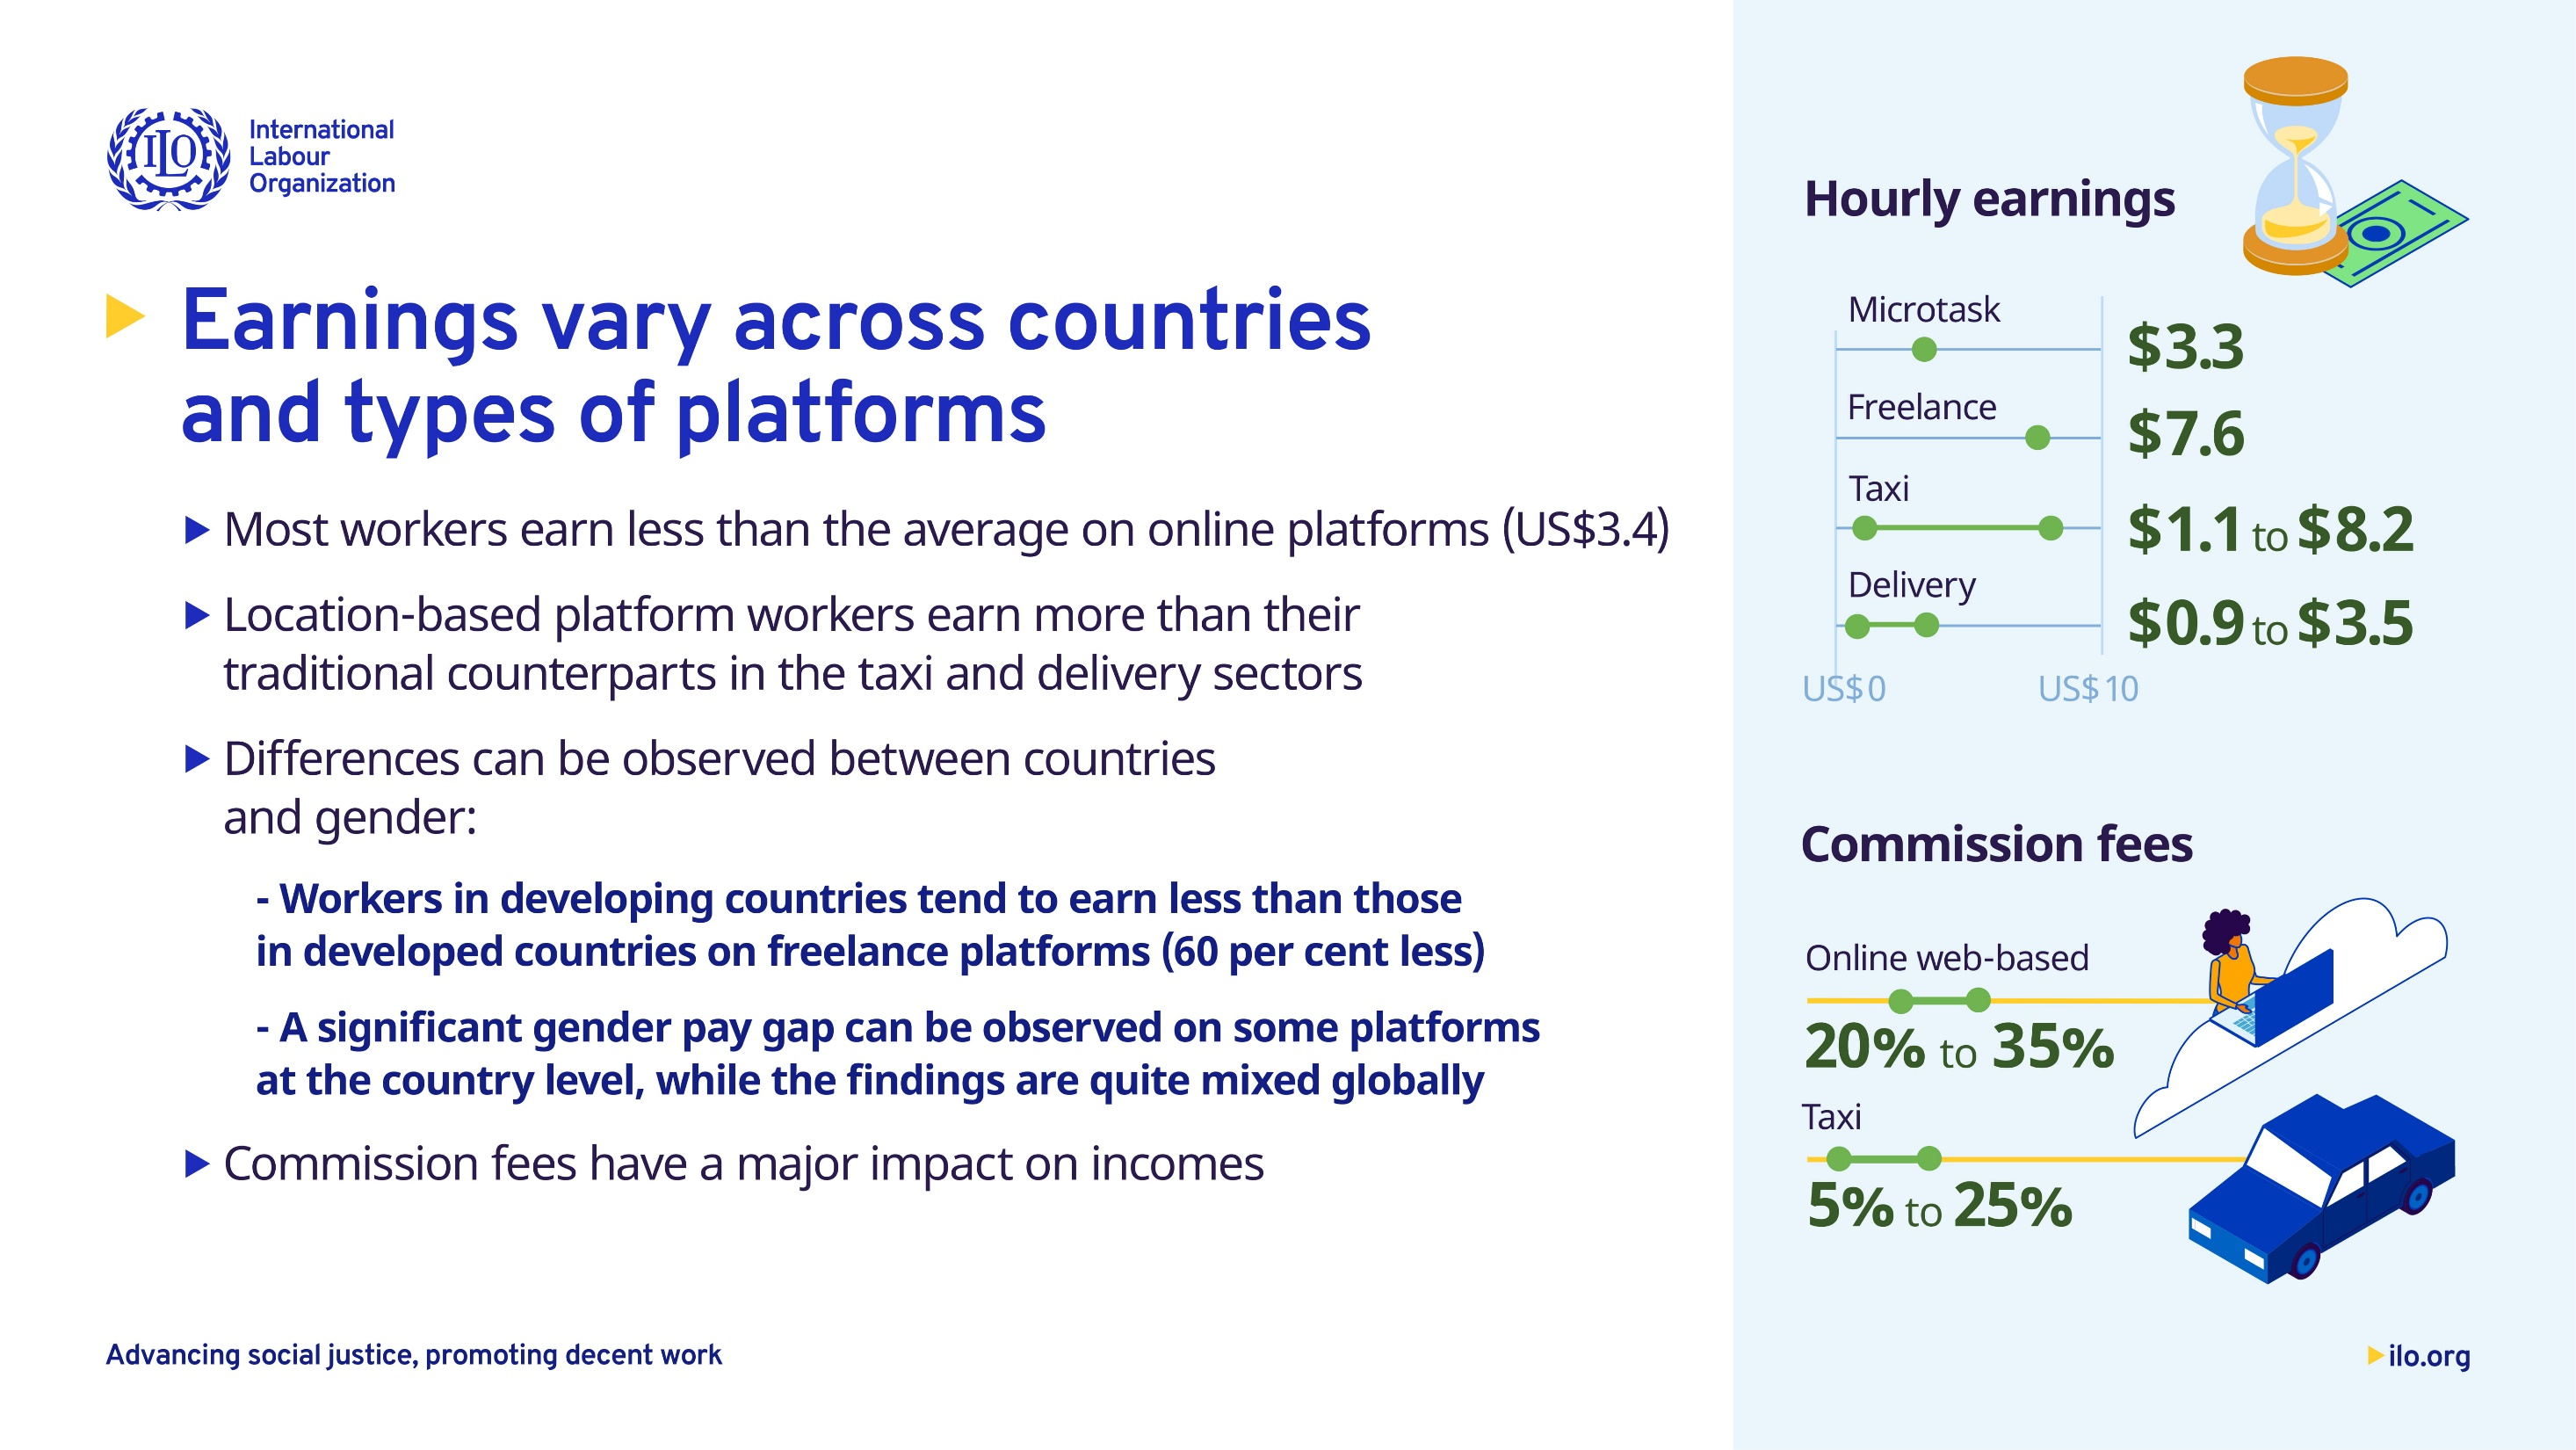 ILO
International
Labour
Organization
Earnings vary across countries
and types of platforms
Most workers earn less than the average on online platforms (US$3.4)
Location-based platform workers earn more than their
traditional counterparts in the taxi and delivery sectors
Differences can be observed between countries
and gender:
- Workers in developing countries tend to earn less than those
in developed countries on freelance platforms (60 per cent less)
- A significant gender pay gap can be observed on some platforms
at the country level, while the findings are quite mixed globally
Commission fees have a major impact on incomes
Advancing social justice, promoting decent work
Hourly earnings
Microtask
$3.3
Freelance
$7.6
Taxi
$1.1 to $8.2
Delivery
$0.9 to $3.5
US$ 0 US$ 10
Commission fees
Online web-based
20% to 35%
Taxi
5% to 25%
ilo.org